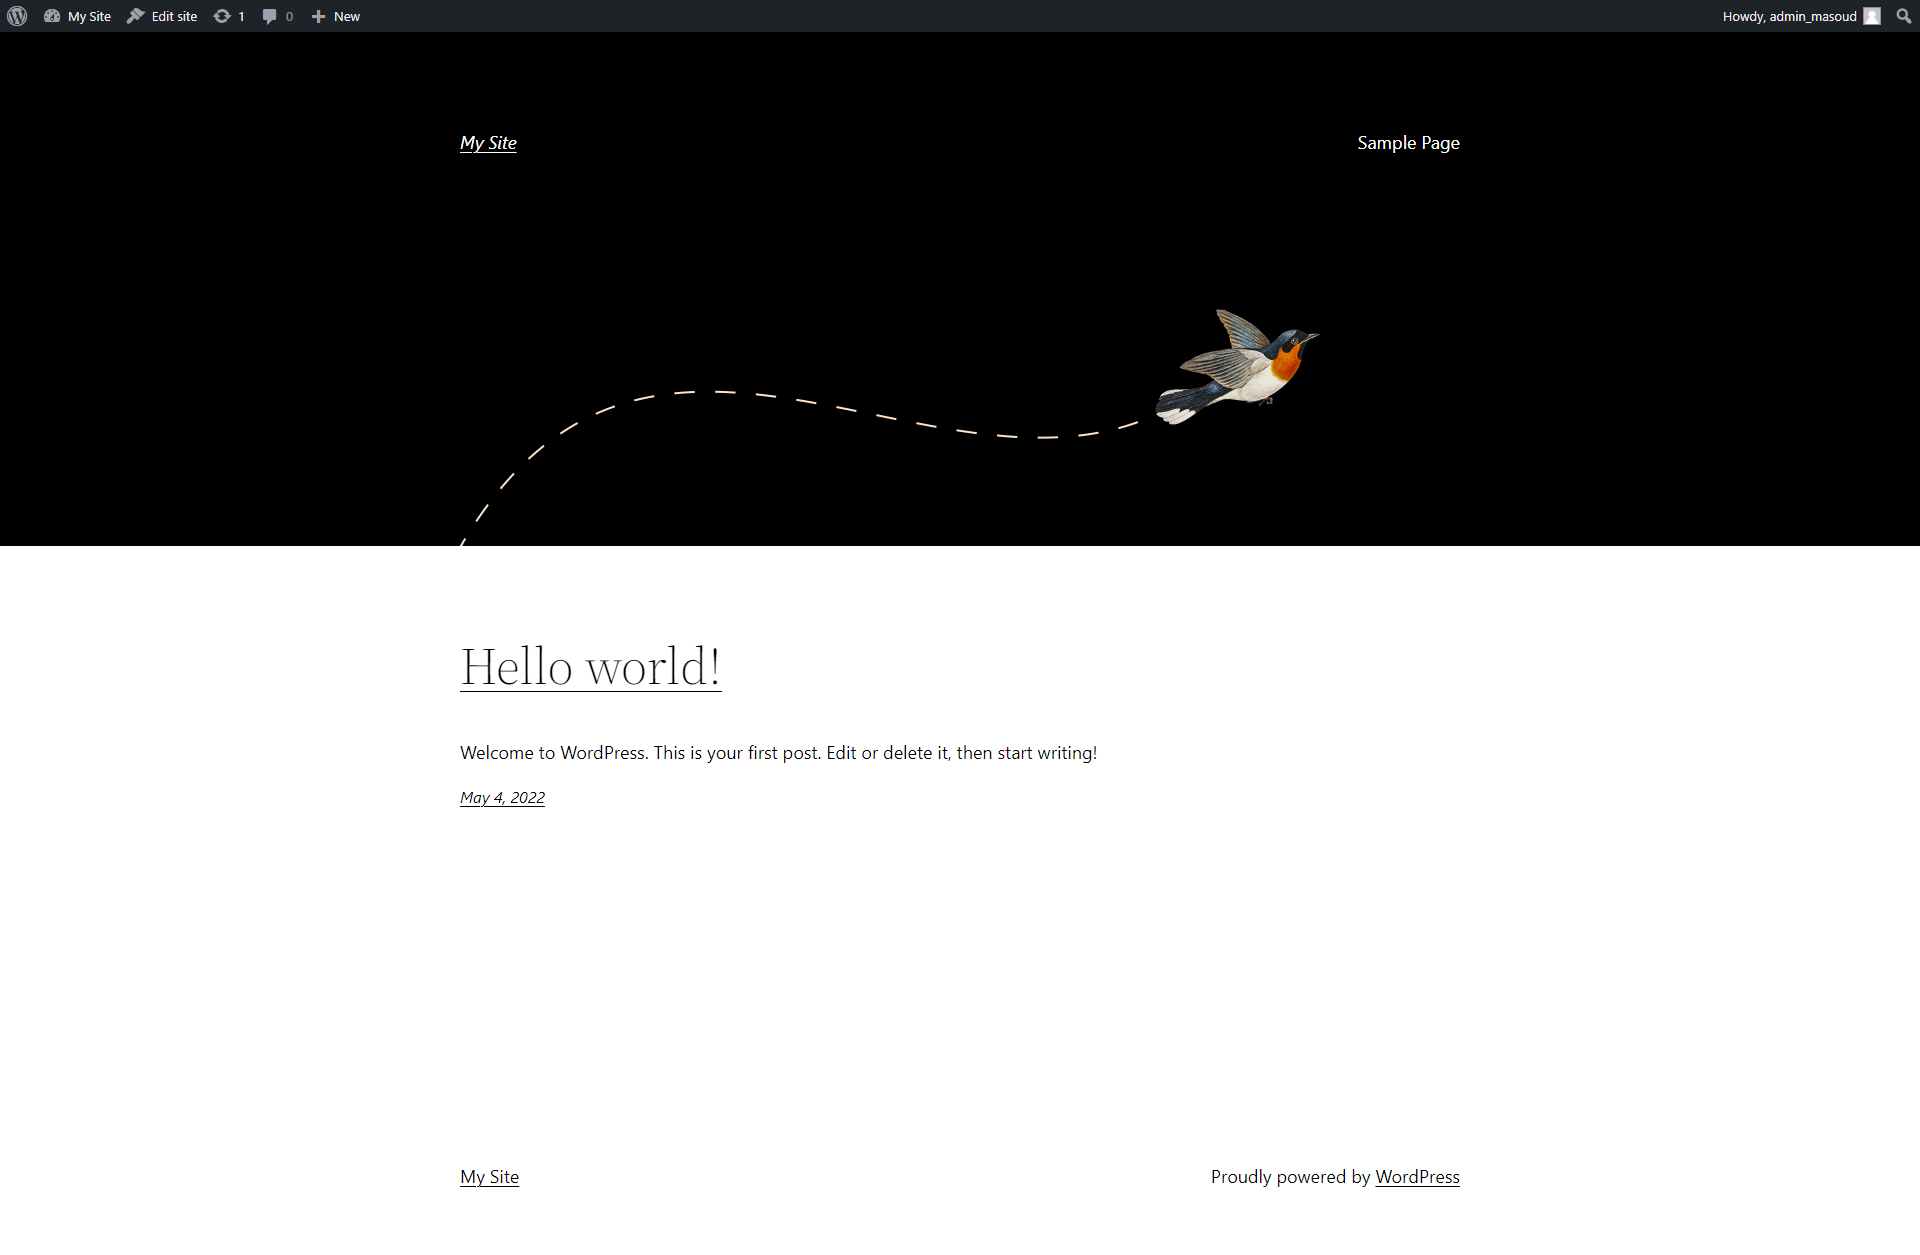 My Site Edit site 1 0 New Howdy, admin_masoud
My Site Sample Page
Hello world!
Welcome to WordPress. This is your first post. Edit or delete it, then start writing!
May 4, 2022
My Site Proudly powered by WordPress